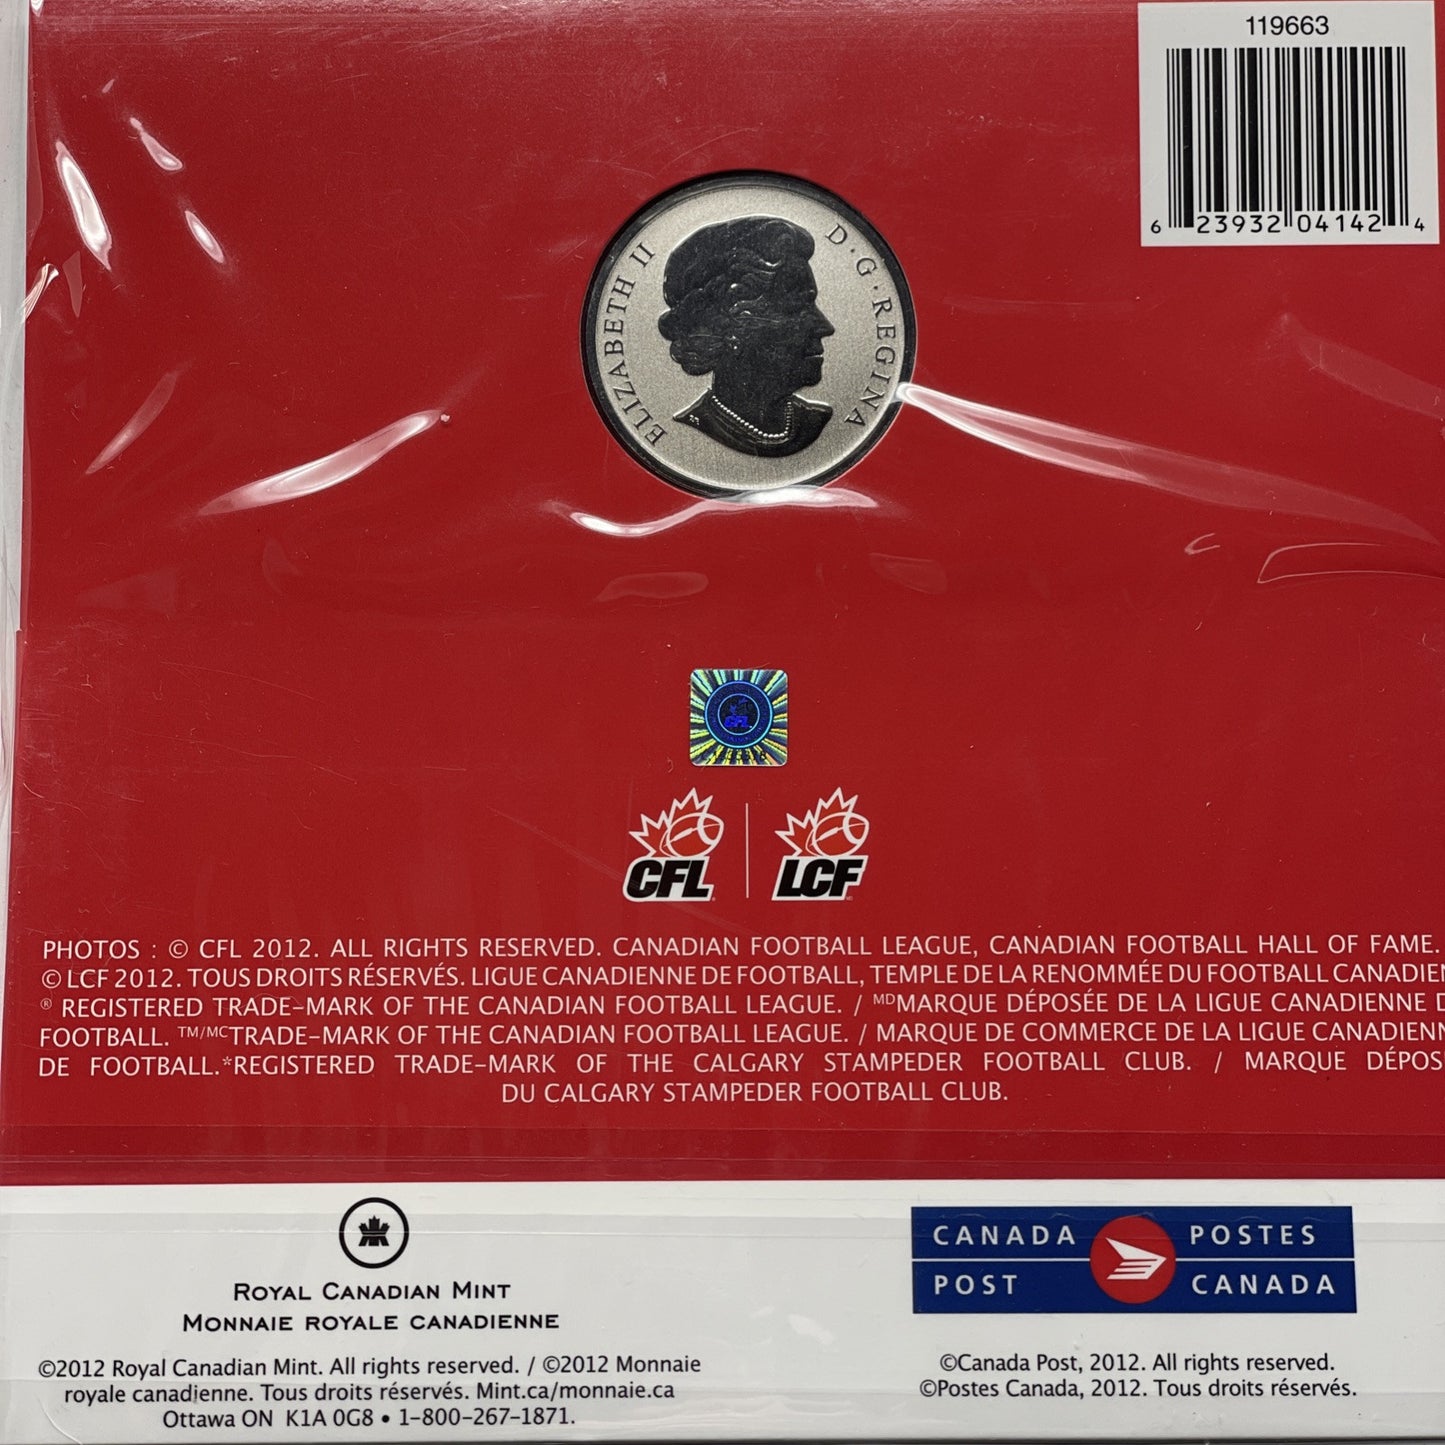 119663
6 23932 04142 4
ELIZABETH II D·G·REGINA
CFL
CFL
LCF
PHOTOS : © CFL 2012. ALL RIGHTS RESERVED. CANADIAN FOOTBALL LEAGUE, CANADIAN FOOTBALL HALL OF FAME.
© LCF 2012. TOUS DROITS RÉSERVÉS. LIGUE CANADIENNE DE FOOTBALL, TEMPLE DE LA RENOMMÉE DU FOOTBALL CANADIEN
® REGISTERED TRADE-MARK OF THE CANADIAN FOOTBALL LEAGUE. / MDMARQUE DÉPOSÉE DE LA LIGUE CANADIENNE D
FOOTBALL. TM/MCTRADE-MARK OF THE CANADIAN FOOTBALL LEAGUE. / MARQUE DE COMMERCE DE LA LIGUE CANADIENN
DE FOOTBALL.*REGISTERED TRADE-MARK OF THE CALGARY STAMPEDER FOOTBALL CLUB. / MARQUE DÉPOS
DU CALGARY STAMPEDER FOOTBALL CLUB.
ROYAL CANADIAN MINT
MONNAIE ROYALE CANADIENNE
©2012 Royal Canadian Mint. All rights reserved. / ©2012 Monnaie
royale canadienne. Tous droits réservés. Mint.ca/monnaie.ca
Ottawa ON K1A 0G8 • 1-800-267-1871.
CANADA POSTES
POST CANADA
©Canada Post, 2012. All rights reserved.
©Postes Canada, 2012. Tous droits réservés.